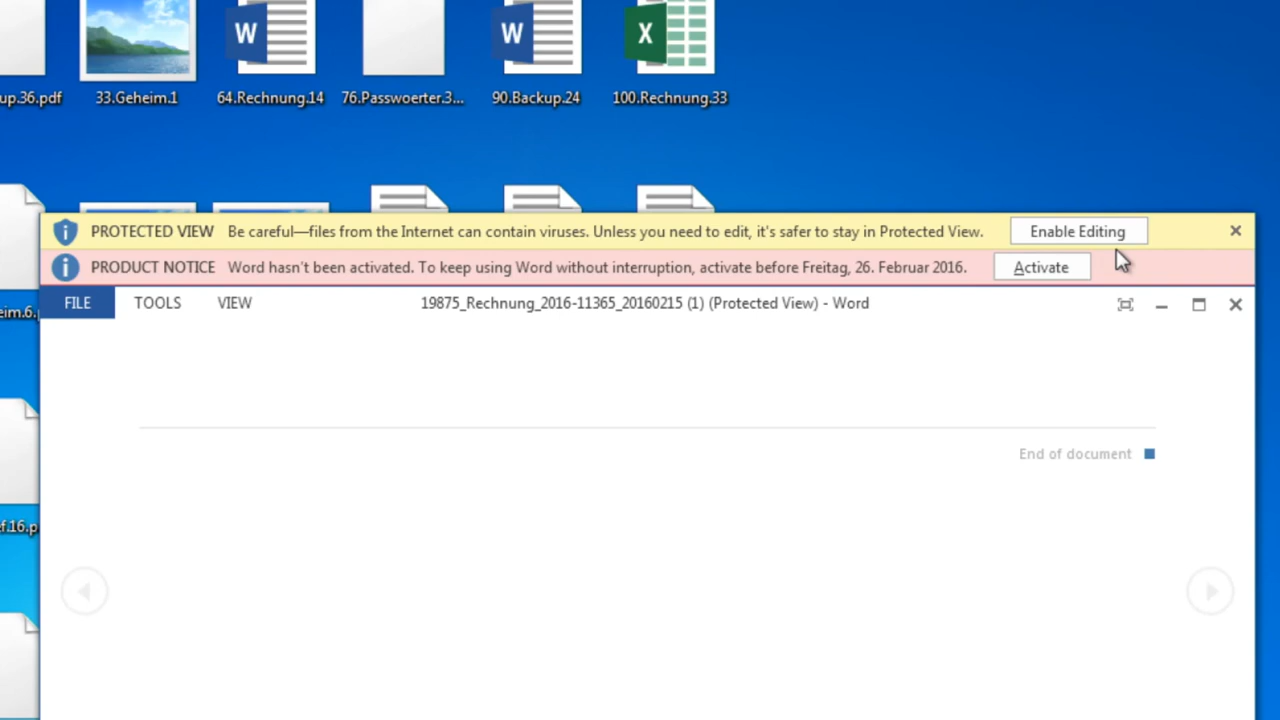 W
W
X
up.36.pdf
33.Geheim.1
64.Rechnung.14
76.Passwoerter.3...
90.Backup.24
100.Rechnung.33
PROTECTED VIEW Be careful—files from the Internet can contain viruses. Unless you need to edit, it's safer to stay in Protected View. Enable Editing
PRODUCT NOTICE Word hasn't been activated. To keep using Word without interruption, activate before Freitag, 26. Februar 2016. Activate
FILE TOOLS VIEW 19875_Rechnung_2016-11365_20160215 (1) (Protected View) - Word
eim.6.
End of document
f.16.p